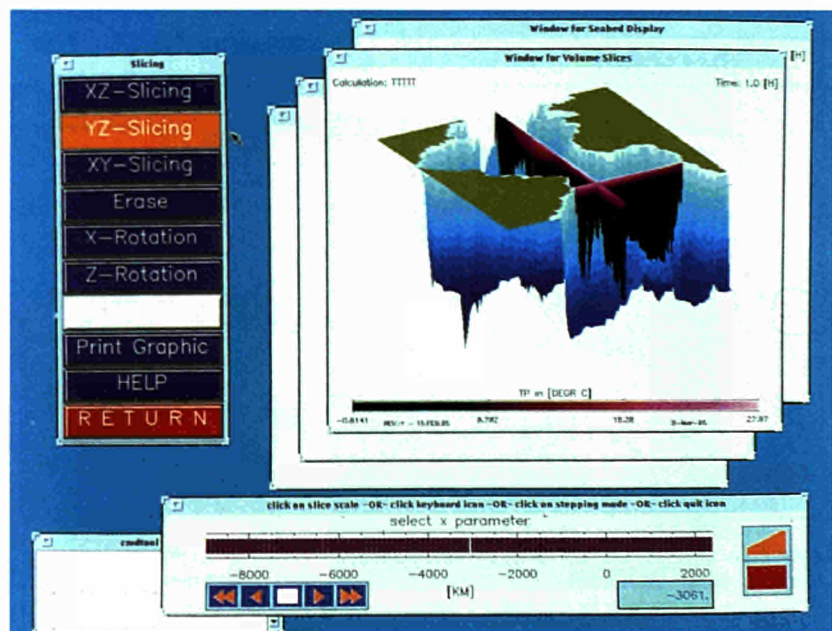 Window for Seabed Display
[H]
Slicing
XZ-Slicing
YZ-Slicing
XY-Slicing
Erase
X-Rotation
Z-Rotation
Print Graphic
HELP
RETURN
Window for Volume Slices
Calculation: TTTTT
Time: 1.0 [H]
TP in [DEGR C]
-0.8141 9.792 18.28 27.97
click on slice scale -OR- click keyboard icon -OR- click on stepping mode -OR- click quit icon
select x parameter
-8000 -6000 -4000 -2000 0 2000
[KM]
-3061.
cmdtool